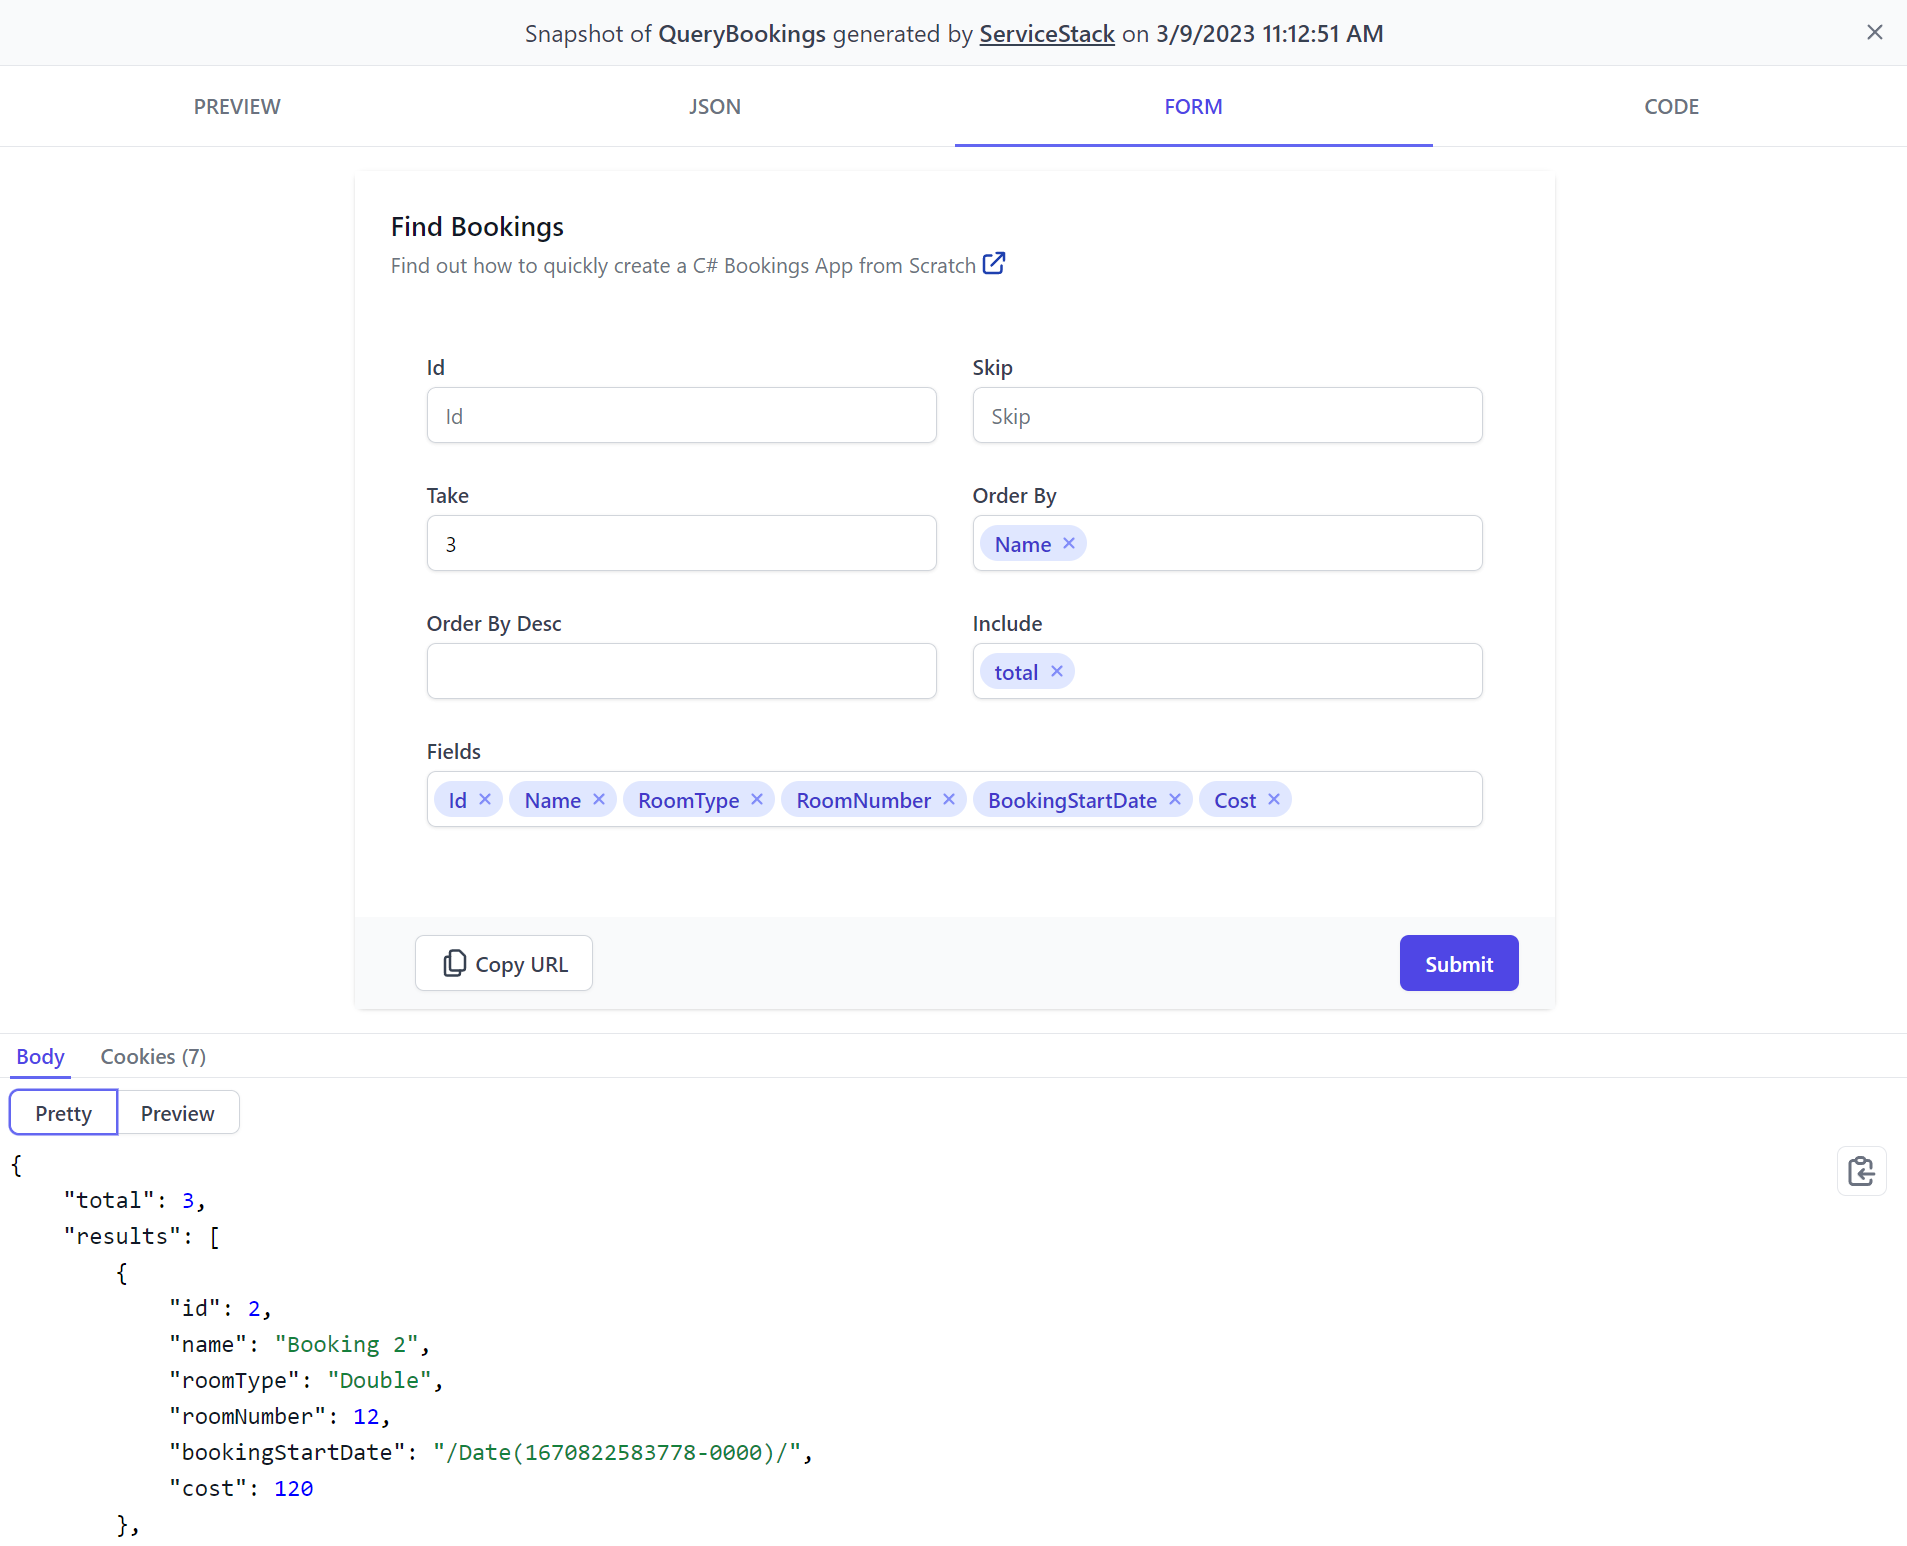 Snapshot of QueryBookings generated by ServiceStack on 3/9/2023 11:12:51 AM
PREVIEW JSON FORM CODE
Find Bookings
Find out how to quickly create a C# Bookings App from Scratch
Id Skip
Id Skip
Take Order By
3 Name
Order By Desc Include
total
Fields
Id Name RoomType RoomNumber BookingStartDate Cost
Copy URL Submit
Body Cookies (7)
Pretty Preview
{
"total": 3,
"results": [
{
"id": 2,
"name": "Booking 2",
"roomType": "Double",
"roomNumber": 12,
"bookingStartDate": "/Date(1670822583778-0000)/",
"cost": 120
},